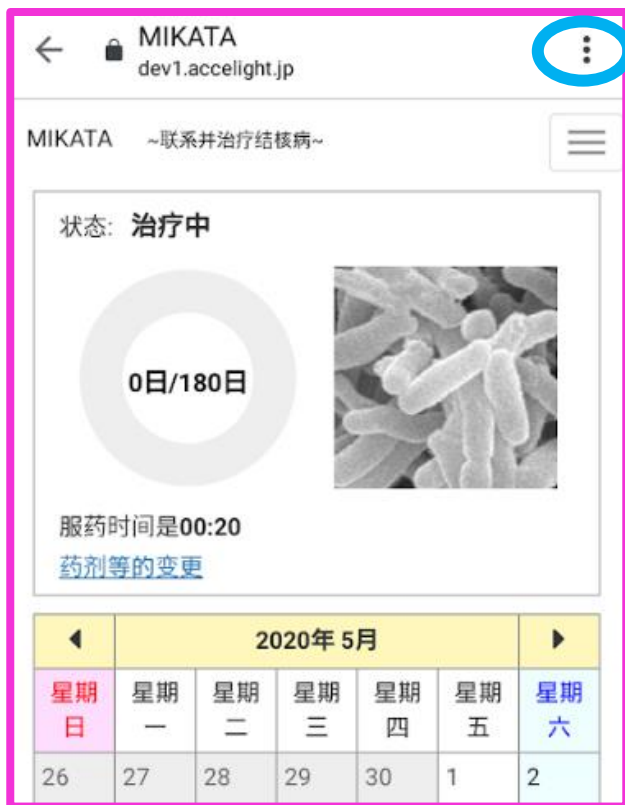 MIKATA
dev1.accelight.jp
MIKATA ~联系并治疗结核病~
状态: 治疗中
0日/180日
服药时间是00:20
药剂等的变更
2020年 5月
星期日 星期一 星期二 星期三 星期四 星期五 星期六
26 27 28 29 30 1 2